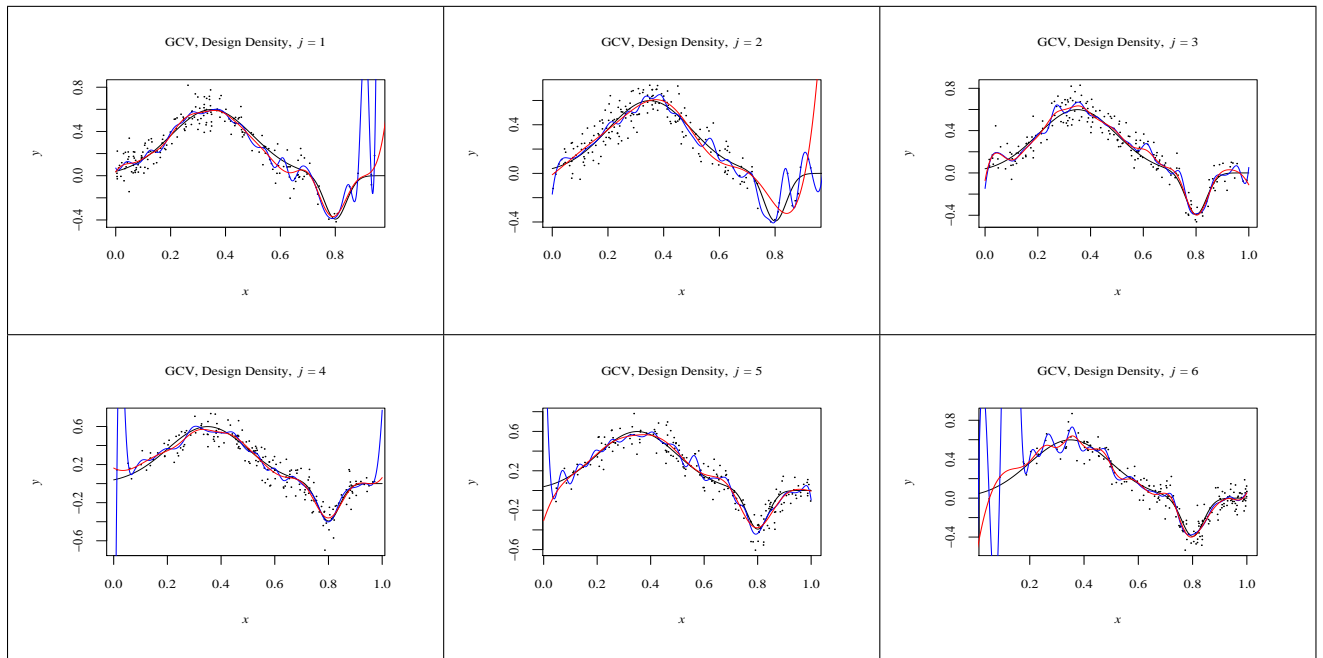 GCV, Design Density, j = 1
0.8
0.4
0.0
−0.4
y
0.0 0.2 0.4 0.6 0.8
x
GCV, Design Density, j = 2
0.4
0.0
−0.4
y
0.0 0.2 0.4 0.6 0.8
x
GCV, Design Density, j = 3
0.8
0.4
0.0
−0.4
y
0.0 0.2 0.4 0.6 0.8 1.0
x
GCV, Design Density, j = 4
0.6
0.2
−0.2
−0.6
y
0.0 0.2 0.4 0.6 0.8 1.0
x
GCV, Design Density, j = 5
0.6
0.2
−0.2
−0.6
y
0.0 0.2 0.4 0.6 0.8 1.0
x
GCV, Design Density, j = 6
0.8
0.4
0.0
−0.4
y
0.2 0.4 0.6 0.8 1.0
x